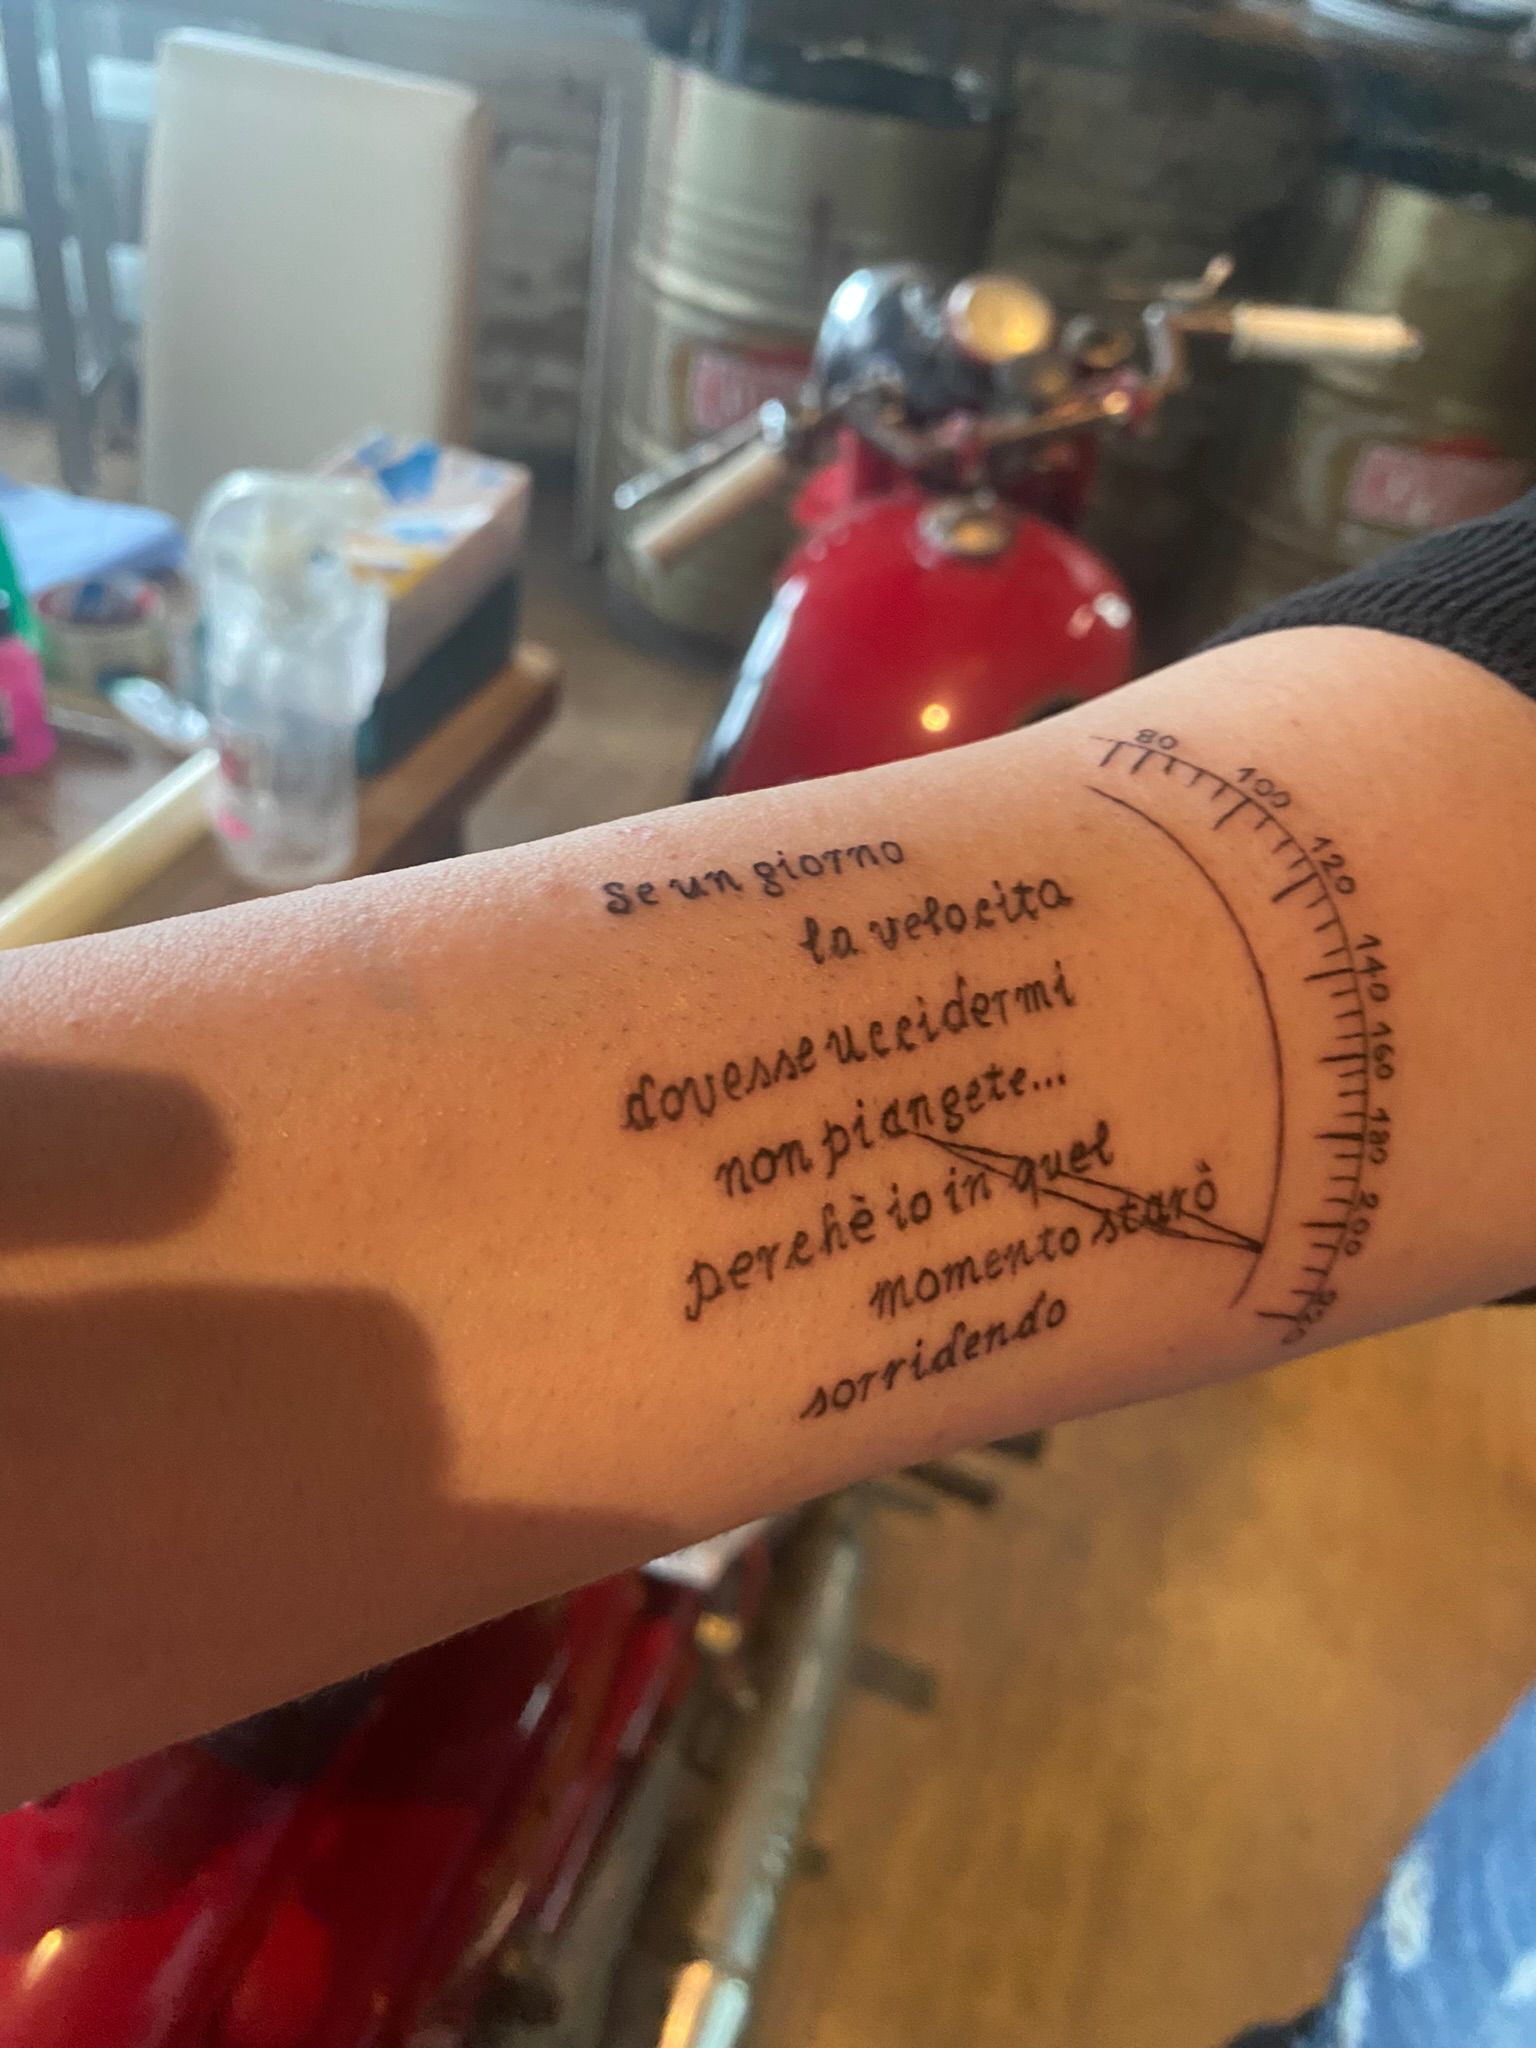 Se un giorno
la velocita
dovesse uccidermi
non piangete...
perchè io in quel
momento starò
sorridendo
80
100
120
140
160
180
200